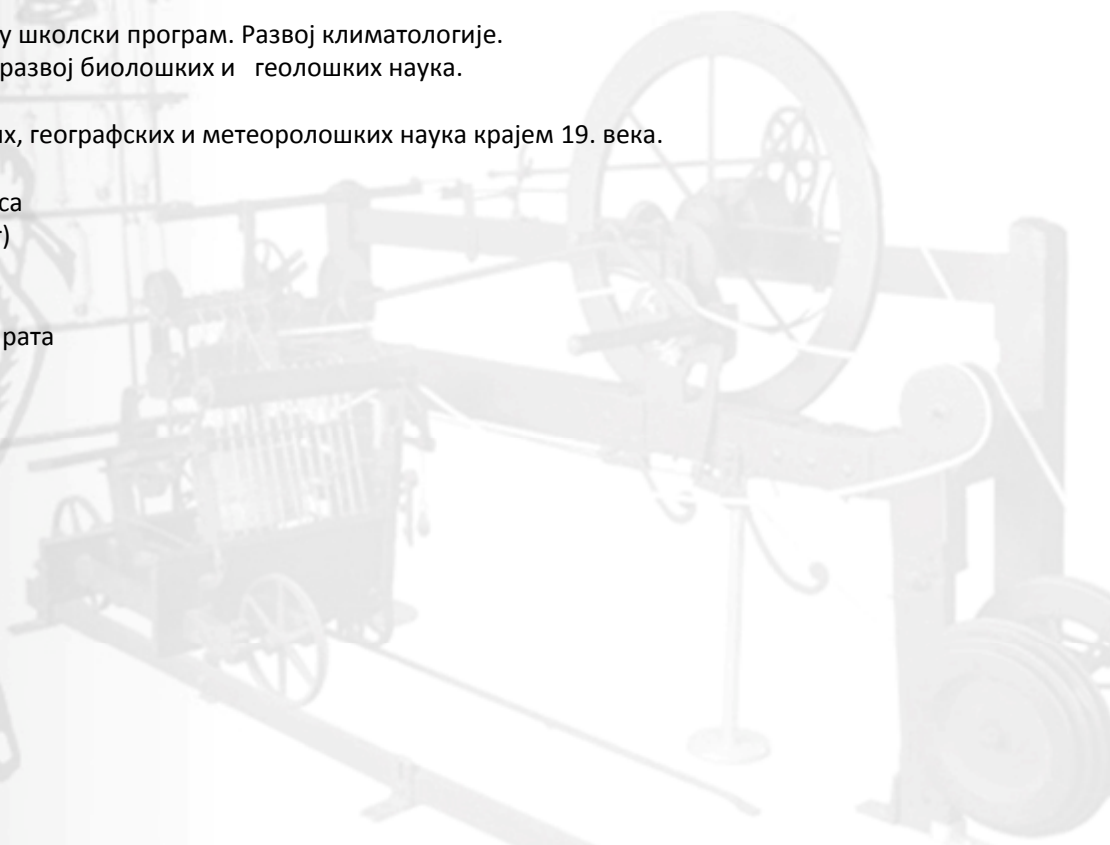 у школски програм. Развој климатологије.
развој биолошких и геолошких наука.
их, географских и метеоролошких наука крајем 19. века.
са
)
рата